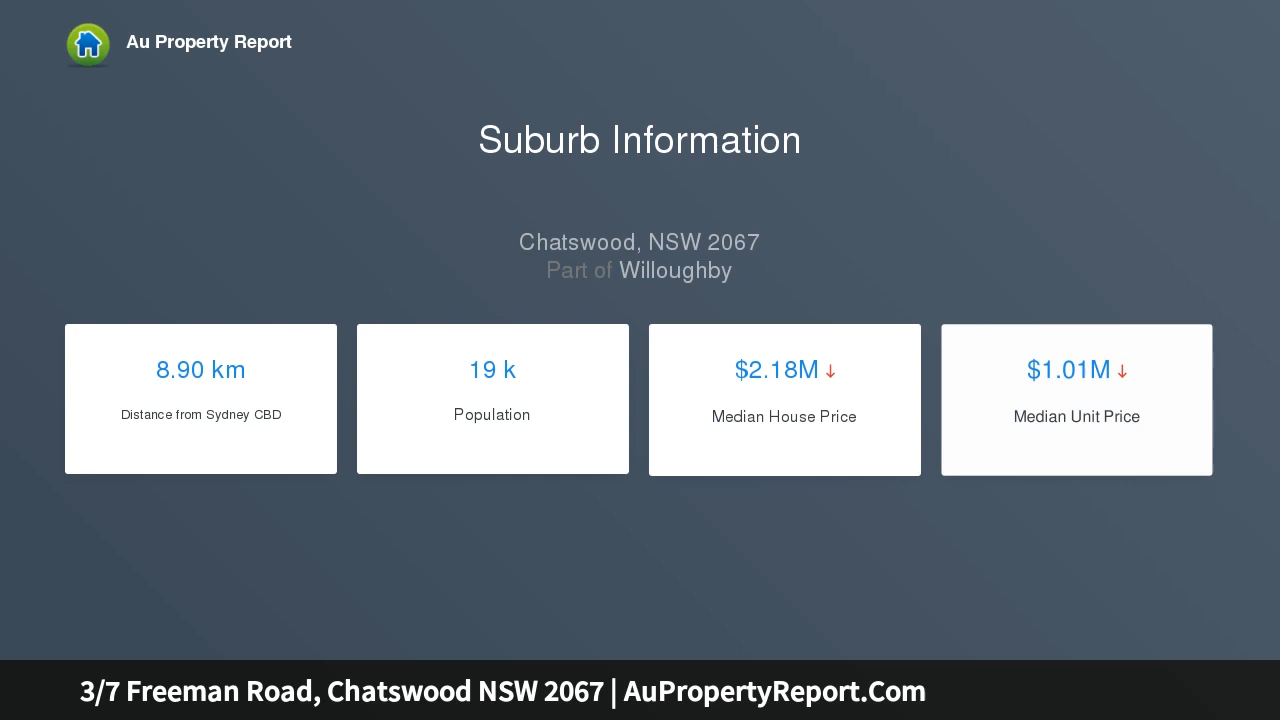 Au Property Report
Suburb Information
Chatswood, NSW 2067
Part of Willoughby
8.90 km
Distance from Sydney CBD
19 k
Population
$2.18M ↓
Median House Price
$1.01M ↓
Median Unit Price
3/7 Freeman Road, Chatswood NSW 2067 | AuPropertyReport.Com